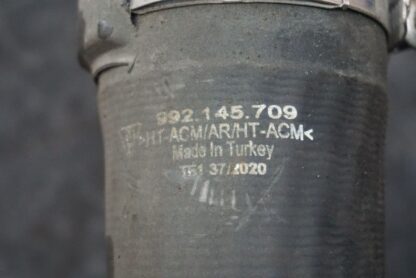 992.145.709
>HT-ACM/AR/HT-ACM<
Made In Turkey
37/2020